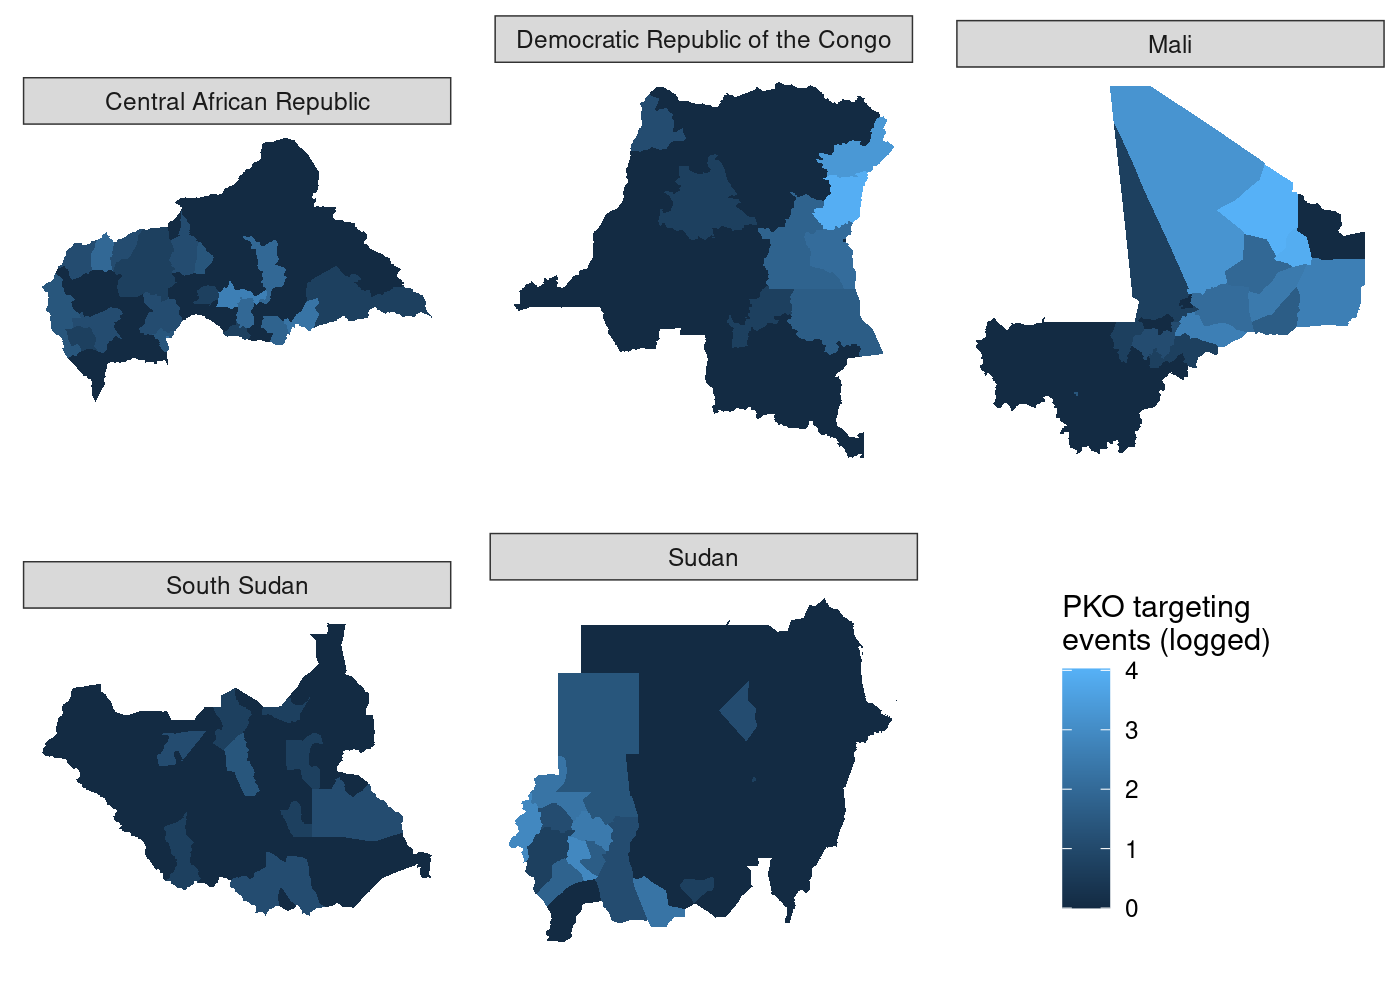 Central African Republic
Democratic Republic of the Congo
Mali
South Sudan
Sudan
PKO targeting
events (logged)
4
3
2
1
0